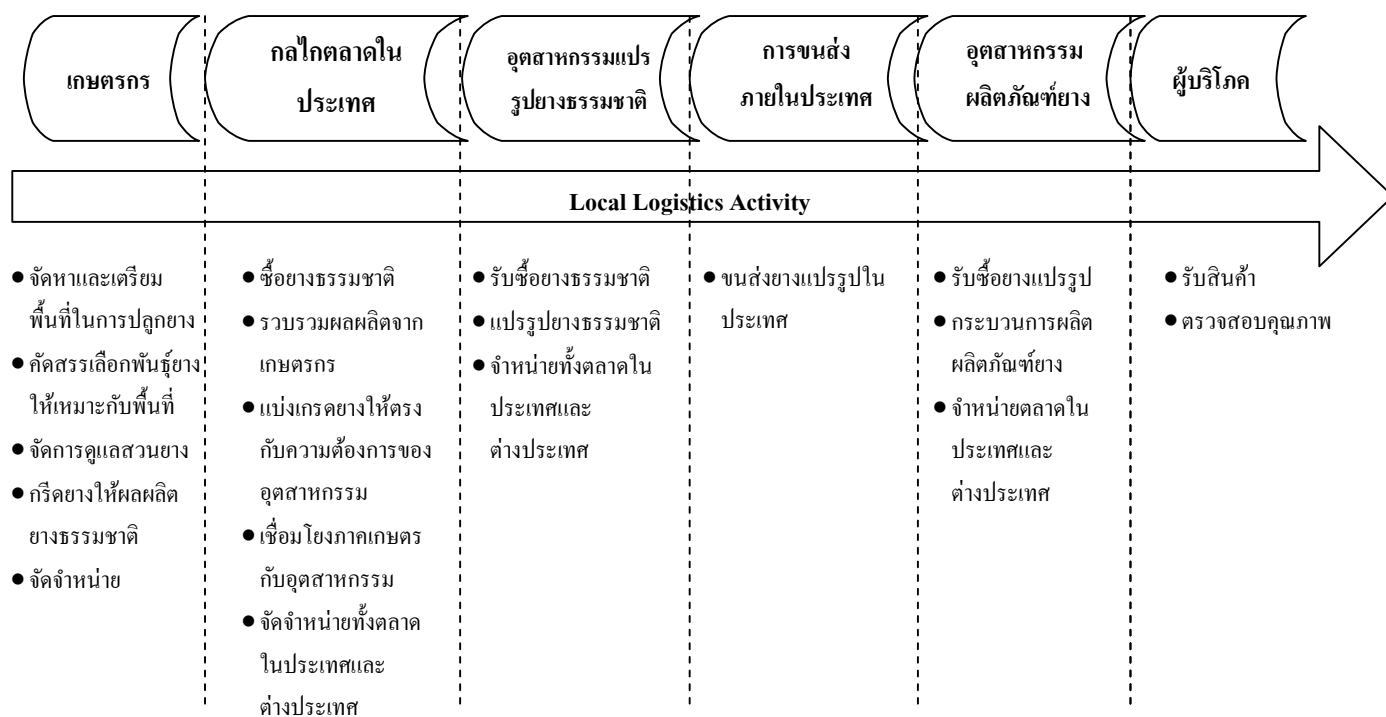 เกษตรกร
กลไกตลาดใน
ประเทศ
อุตสาหกรรมแปร
รูปยางธรรมชาติ
การขนส่ง
ภายในประเทศ
อุตสาหกรรม
ผลิตภัณฑ์ยาง
ผู้บริโภค
Local Logistics Activity
● จัดหาและเตรียม
พื้นที่ในการปลูกยาง
● คัดสรรเลือกพันธุ์ยาง
ให้เหมาะกับพื้นที่
● จัดการดูแลสวนยาง
● กรีดยางให้ผลผลิต
ยางธรรมชาติ
● จัดจำหน่าย
● ซื้อยางธรรมชาติ
● รวบรวมผลผลิตจาก
เกษตรกร
● แบ่งเกรดยางให้ตรง
กับความต้องการของ
อุตสาหกรรม
● เชื่อมโยงภาคเกษตร
กับอุตสาหกรรม
● จัดจำหน่ายทั้งตลาด
ในประเทศและ
ต่างประเทศ
● รับซื้อยางธรรมชาติ
● แปรรูปยางธรรมชาติ
● จำหน่ายทั้งตลาดใน
ประเทศและ
ต่างประเทศ
● ขนส่งยางแปรรูปใน
ประเทศ
● รับซื้อยางแปรรูป
● กระบวนการผลิต
ผลิตภัณฑ์ยาง
● จำหน่ายตลาดใน
ประเทศและ
ต่างประเทศ
● รับสินค้า
● ตรวจสอบคุณภาพ